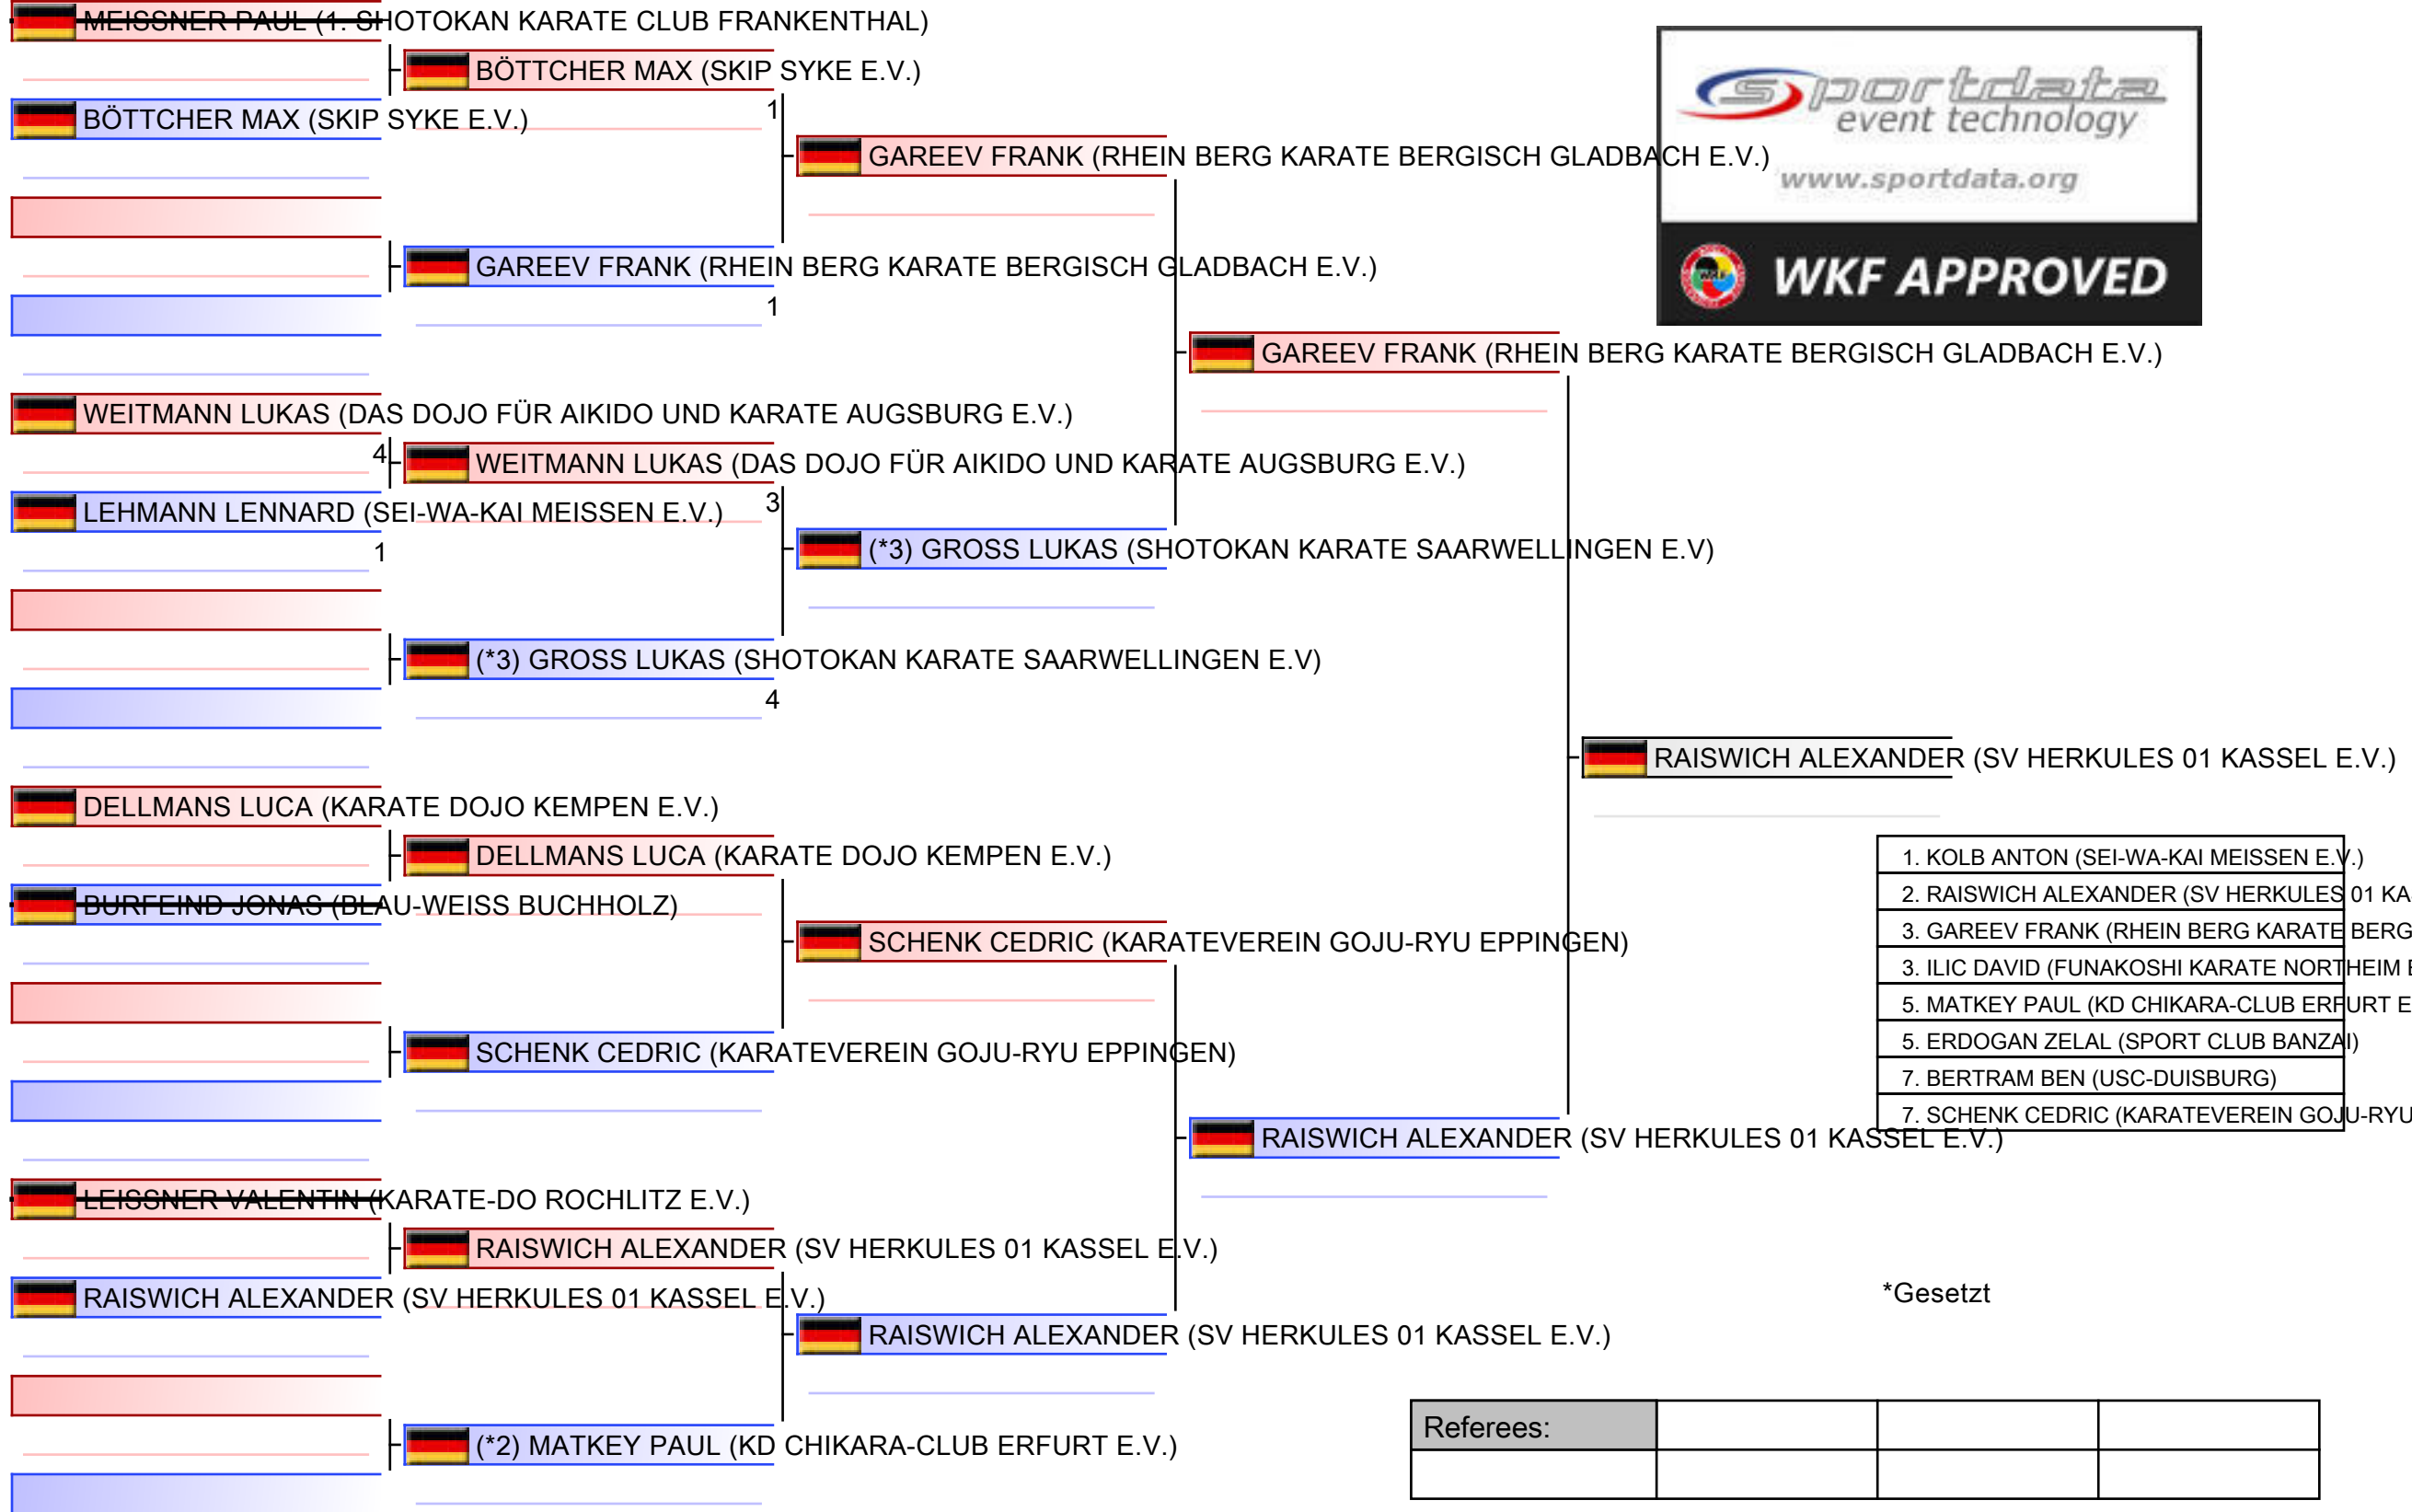 MEISSNER PAUL (1. SHOTOKAN KARATE CLUB FRANKENTHAL)
BÖTTCHER MAX (SKIP SYKE E.V.)
1
BÖTTCHER MAX (SKIP SYKE E.V.)
GAREEV FRANK (RHEIN BERG KARATE BERGISCH GLADBACH E.V.)
GAREEV FRANK (RHEIN BERG KARATE BERGISCH GLADBACH E.V.)
1
GAREEV FRANK (RHEIN BERG KARATE BERGISCH GLADBACH E.V.)
WEITMANN LUKAS (DAS DOJO FÜR AIKIDO UND KARATE AUGSBURG E.V.)
4
WEITMANN LUKAS (DAS DOJO FÜR AIKIDO UND KARATE AUGSBURG E.V.)
3
LEHMANN LENNARD (SEI-WA-KAI MEISSEN E.V.)
1
(*3) GROSS LUKAS (SHOTOKAN KARATE SAARWELLINGEN E.V)
(*3) GROSS LUKAS (SHOTOKAN KARATE SAARWELLINGEN E.V)
4
RAISWICH ALEXANDER (SV HERKULES 01 KASSEL E.V.)
DELLMANS LUCA (KARATE DOJO KEMPEN E.V.)
DELLMANS LUCA (KARATE DOJO KEMPEN E.V.)
BURFEIND JONAS (BLAU-WEISS BUCHHOLZ)
SCHENK CEDRIC (KARATEVEREIN GOJU-RYU EPPINGEN)
SCHENK CEDRIC (KARATEVEREIN GOJU-RYU EPPINGEN)
RAISWICH ALEXANDER (SV HERKULES 01 KASSEL E.V.)
LEISSNER VALENTIN (KARATE-DO ROCHLITZ E.V.)
RAISWICH ALEXANDER (SV HERKULES 01 KASSEL E.V.)
RAISWICH ALEXANDER (SV HERKULES 01 KASSEL E.V.)
RAISWICH ALEXANDER (SV HERKULES 01 KASSEL E.V.)
(*2) MATKEY PAUL (KD CHIKARA-CLUB ERFURT E.V.)
sportdata
event technology
www.sportdata.org
WKF
WKF APPROVED
1. KOLB ANTON (SEI-WA-KAI MEISSEN E.V.)
2. RAISWICH ALEXANDER (SV HERKULES 01
3. GAREEV FRANK (RHEIN BERG KARATE BERG
3. ILIC DAVID (FUNAKOSHI KARATE NORTHEIM
5. MATKEY PAUL (KD CHIKARA-CLUB ERFURT E
5. ERDOGAN ZELAL (SPORT CLUB BANZAI)
7. BERTRAM BEN (USC-DUISBURG)
7. SCHENK CEDRIC (KARATEVEREIN GOJU-RYU
*Gesetzt
Referees: